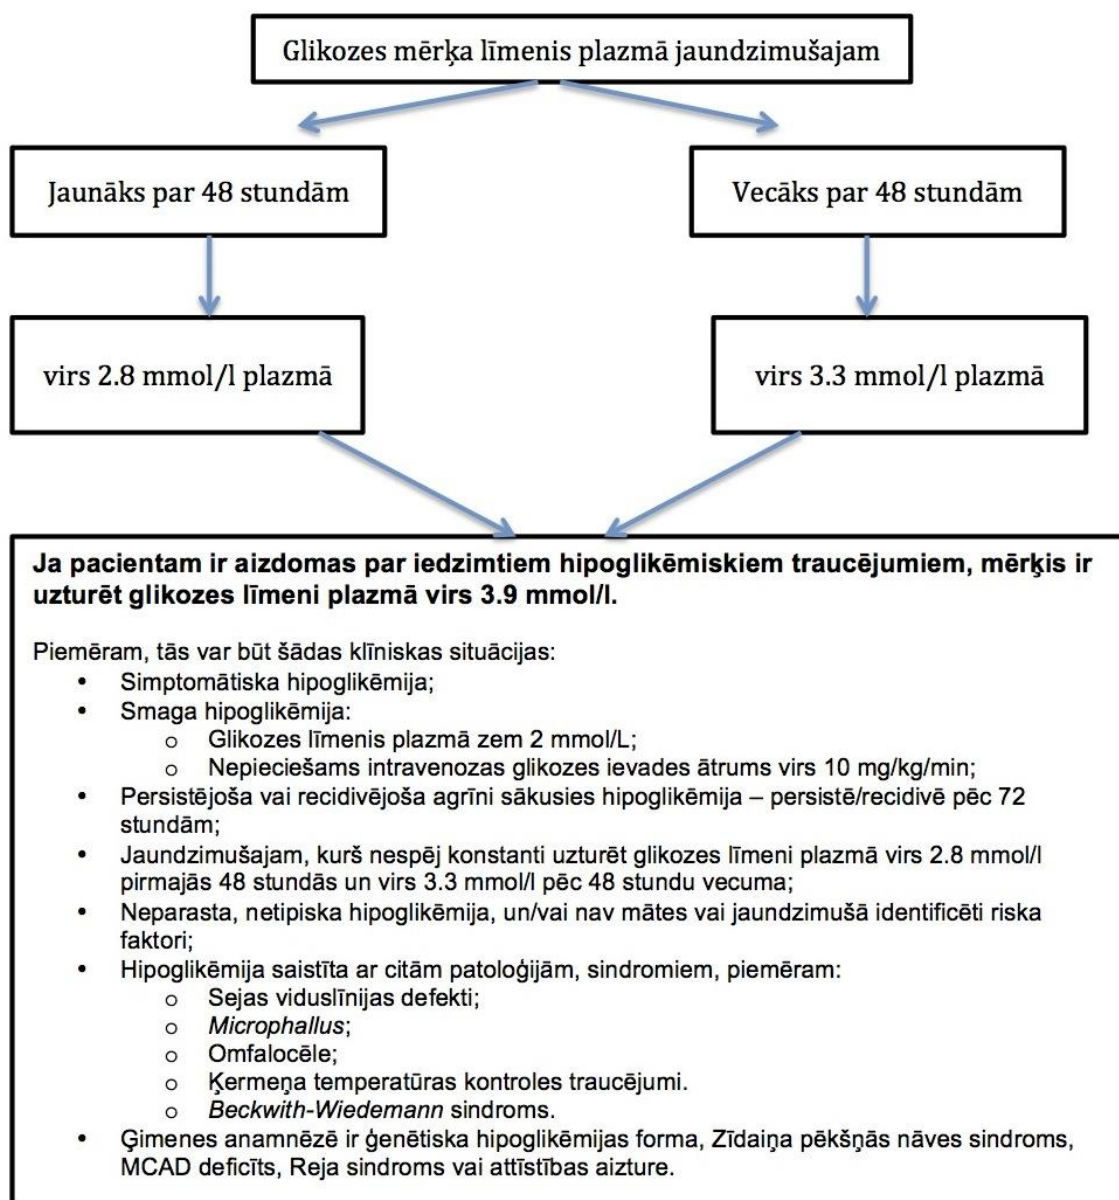 Glikozes mērķa līmenis plazmā jaundzimušajam
Jaunāks par 48 stundām
Vecāks par 48 stundām
virs 2.8 mmol/l plazmā
virs 3.3 mmol/l plazmā
Ja pacientam ir aizdomas par iedzimtiem hipoglikēmiskiem traucējumiem, mērķis ir
uzturēt glikozes līmeni plazmā virs 3.9 mmol/l.
Piemēram, tās var būt šādas klīniskas situācijas:
• Simptomātiska hipoglikēmija;
• Smaga hipoglikēmija:
o Glikozes līmenis plazmā zem 2 mmol/L;
o Nepieciešams intravenozas glikozes ievades ātrums virs 10 mg/kg/min;
• Persistējoša vai recidivējoša agrīni sākusies hipoglikēmija – persistē/recidivē pēc 72
stundām;
• Jaundzimušajam, kurš nespēj konstanti uzturēt glikozes līmeni plazmā virs 2.8 mmol/l
pirmajās 48 stundās un virs 3.3 mmol/l pēc 48 stundu vecuma;
• Neparasta, netipiska hipoglikēmija, un/vai nav mātes vai jaundzimušā identificēti riska
faktori;
• Hipoglikēmija saistīta ar citām patoloģijām, sindromiem, piemēram:
o Sejas viduslīnijas defekti;
o Microphallus;
o Omfalocēle;
o Ķermeņa temperatūras kontroles traucējumi.
o Beckwith-Wiedemann sindroms.
• Ģimenes anamnēzē ir ģenētiska hipoglikēmijas forma, Zīdaiņa pēkšņās nāves sindroms,
MCAD deficīts, Reja sindroms vai attīstības aizture.